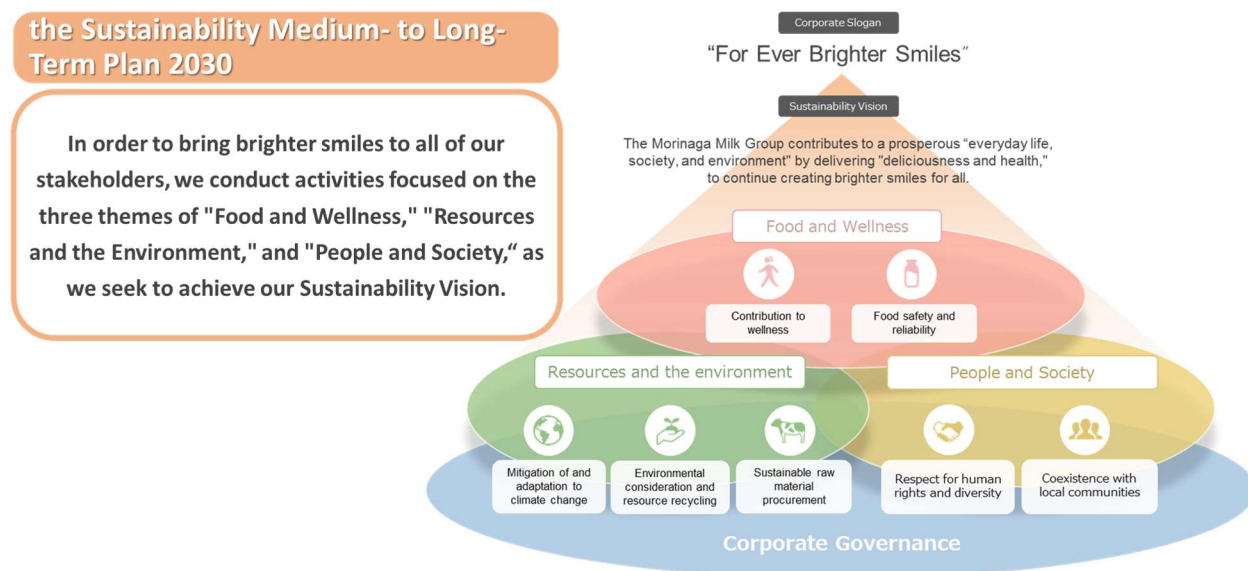 the Sustainability Medium- to Long-
Term Plan 2030
In order to bring brighter smiles to all of our
stakeholders, we conduct activities focused on the
three themes of "Food and Wellness," "Resources
and the Environment," and "People and Society,“ as
we seek to achieve our Sustainability Vision.
Corporate Slogan
“For Ever Brighter Smiles”
Sustainability Vision
The Morinaga Milk Group contributes to a prosperous “everyday life,
society, and environment” by delivering "deliciousness and health,"
to continue creating brighter smiles for all.
Food and Wellness
Contribution to
wellness
Food safety and
reliability
Resources and the environment
Mitigation of and
adaptation to
climate change
Environmental
consideration and
resource recycling
Sustainable raw
material
procurement
People and Society
Respect for human
rights and diversity
Coexistence with
local communities
Corporate Governance